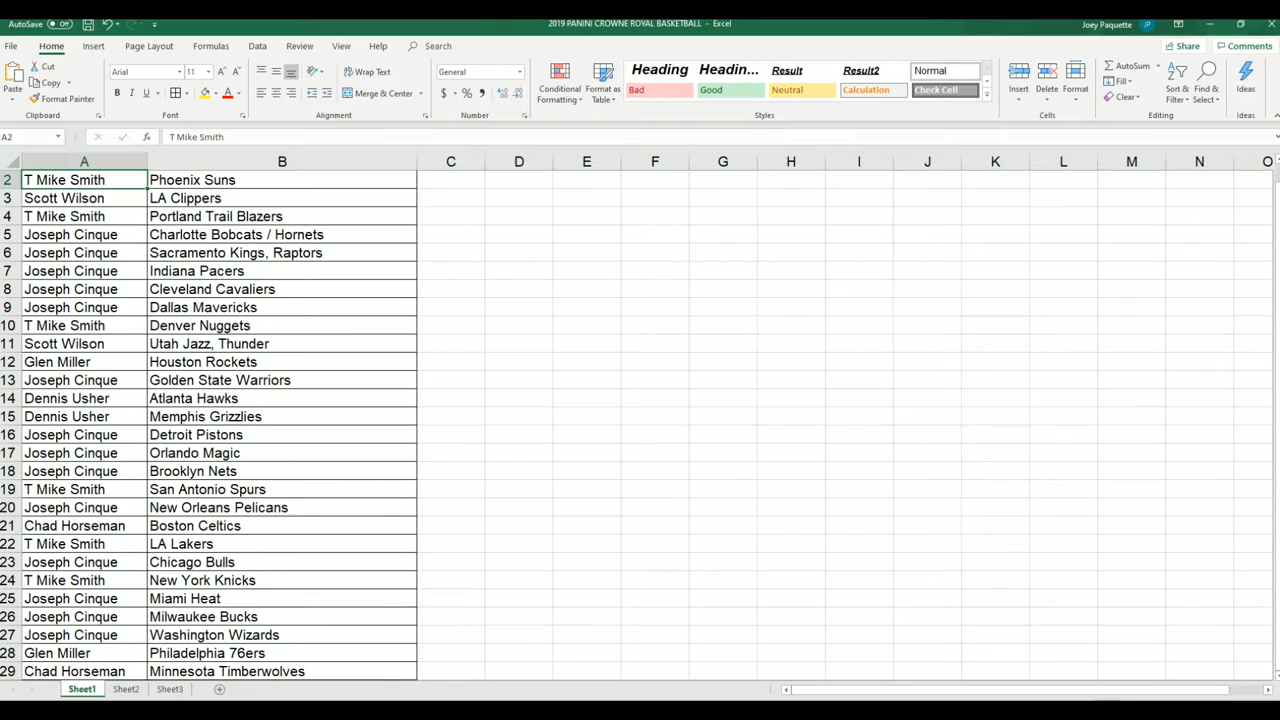 AutoSave Off 2019 PANINI CROWNE ROYAL BASKETBALL – Excel Joey Paquette JP
File Home Insert Page Layout Formulas Data Review View Help Search Share Comments
Paste Cut Copy Format Painter Clipboard
Arial 11 B I U A Font
Wrap Text Merge & Center Alignment
General $ % Number
Conditional Formatting Format as Table
Heading Headin... Result Result2 Normal
Bad Good Neutral Calculation Check Cell
Styles
Insert Delete Format Cells
AutoSum Fill Clear Sort & Filter Find & Select Editing
Ideas Ideas
A2 fx T Mike Smith
A B C D E F G H I J K L M N O
2 T Mike Smith Phoenix Suns
3 Scott Wilson LA Clippers
4 T Mike Smith Portland Trail Blazers
5 Joseph Cinque Charlotte Bobcats / Hornets
6 Joseph Cinque Sacramento Kings, Raptors
7 Joseph Cinque Indiana Pacers
8 Joseph Cinque Cleveland Cavaliers
9 Joseph Cinque Dallas Mavericks
10 T Mike Smith Denver Nuggets
11 Scott Wilson Utah Jazz, Thunder
12 Glen Miller Houston Rockets
13 Joseph Cinque Golden State Warriors
14 Dennis Usher Atlanta Hawks
15 Dennis Usher Memphis Grizzlies
16 Joseph Cinque Detroit Pistons
17 Joseph Cinque Orlando Magic
18 Joseph Cinque Brooklyn Nets
19 T Mike Smith San Antonio Spurs
20 Joseph Cinque New Orleans Pelicans
21 Chad Horseman Boston Celtics
22 T Mike Smith LA Lakers
23 Joseph Cinque Chicago Bulls
24 T Mike Smith New York Knicks
25 Joseph Cinque Miami Heat
26 Joseph Cinque Milwaukee Bucks
27 Joseph Cinque Washington Wizards
28 Glen Miller Philadelphia 76ers
29 Chad Horseman Minnesota Timberwolves
Sheet1 Sheet2 Sheet3